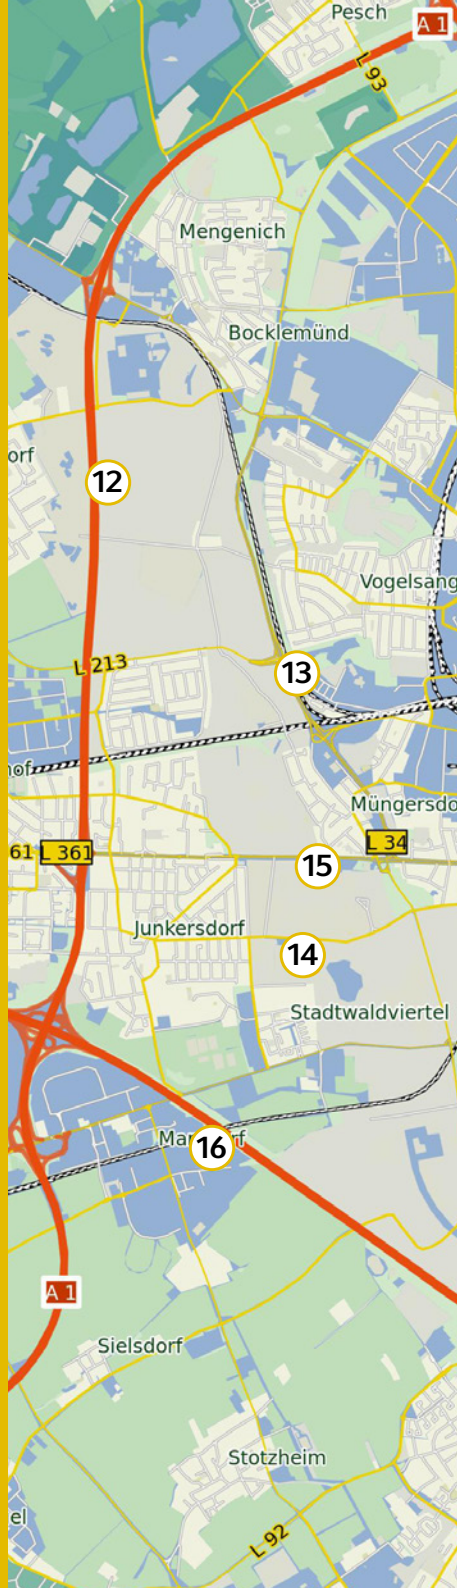 Pesch
A 1
L 93
Mengenich
Bocklemünd
orf
12
Vogelsang
L 213
13
hof
Müngersdo
61
L 361
L 34
15
Junkersdorf
14
Stadtwaldviertel
16
A 1
Sielsdorf
Stotzheim
el
L 92